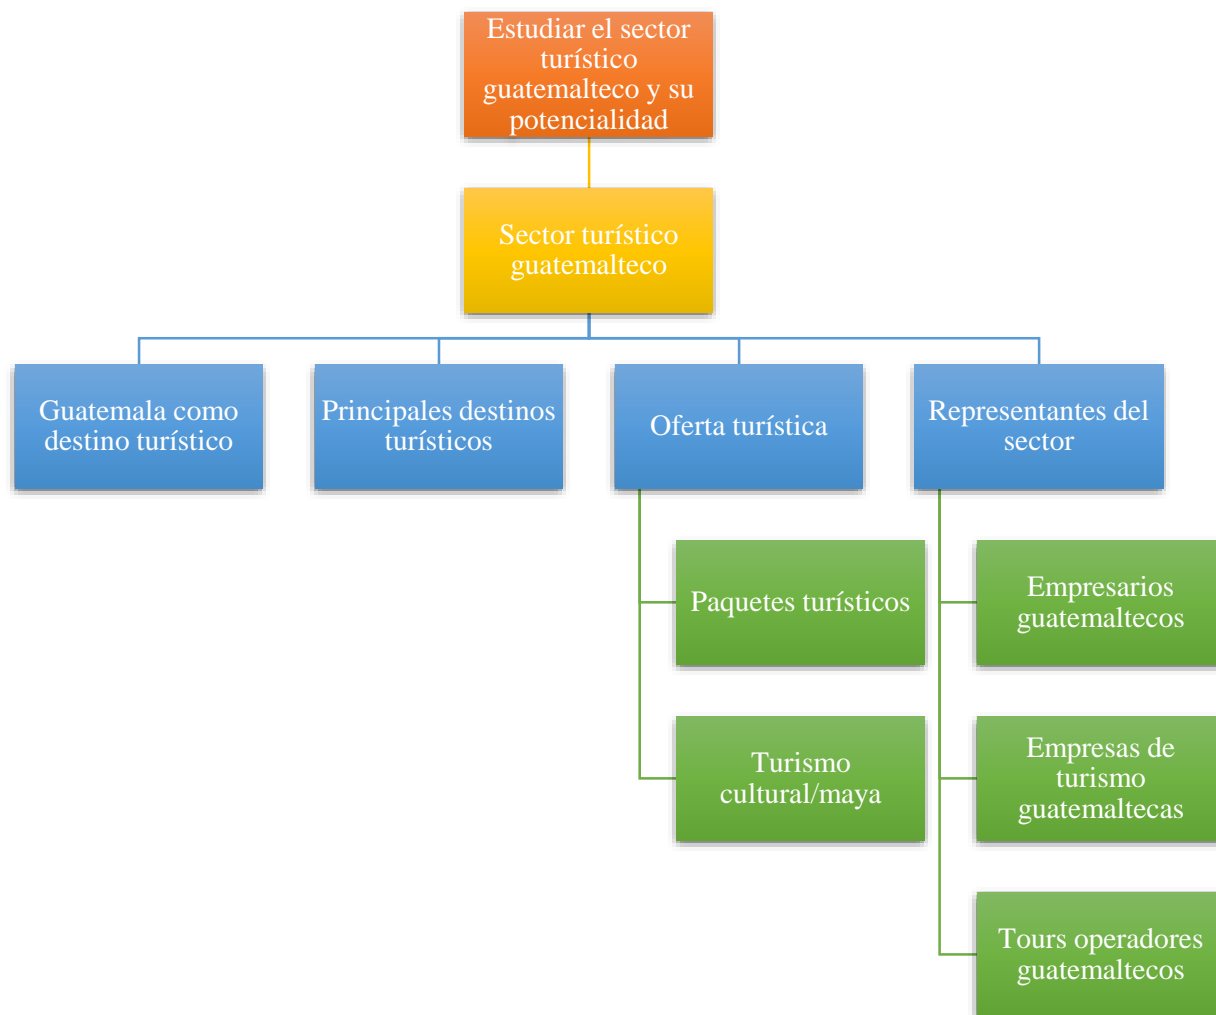 Estudiar el sector
turístico
guatemalteco y su
potencialidad
Sector turístico
guatemalteco
Guatemala como
destino turístico
Principales destinos
turísticos
Oferta turística
Representantes del
sector
Paquetes turísticos
Turismo
cultural/maya
Empresarios
guatemaltecos
Empresas de
turismo
guatemaltecas
Tours operadores
guatemaltecos